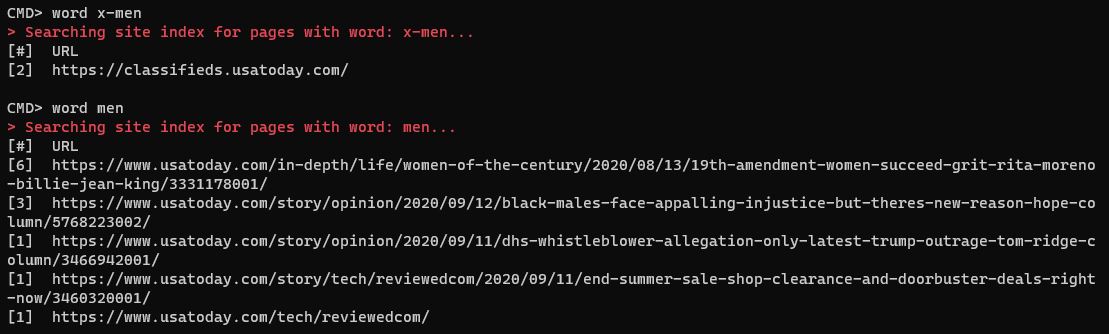 CMD> word x-men
> Searching site index for pages with word: x-men...
[#]  URL
[2]  https://classifieds.usatoday.com/
CMD> word men
> Searching site index for pages with word: men...
[#]  URL
[6]  https://www.usatoday.com/in-depth/life/women-of-the-century/2020/08/13/19th-amendment-women-succeed-grit-rita-moreno
-billie-jean-king/3331178001/
[3]  https://www.usatoday.com/story/opinion/2020/09/12/black-males-face-appalling-injustice-but-theres-new-reason-hope-co
lumn/5768223002/
[1]  https://www.usatoday.com/story/opinion/2020/09/11/dhs-whistleblower-allegation-only-latest-trump-outrage-tom-ridge-c
olumn/3466942001/
[1]  https://www.usatoday.com/story/tech/reviewedcom/2020/09/11/end-summer-sale-shop-clearance-and-doorbuster-deals-right
-now/3460320001/
[1]  https://www.usatoday.com/tech/reviewedcom/